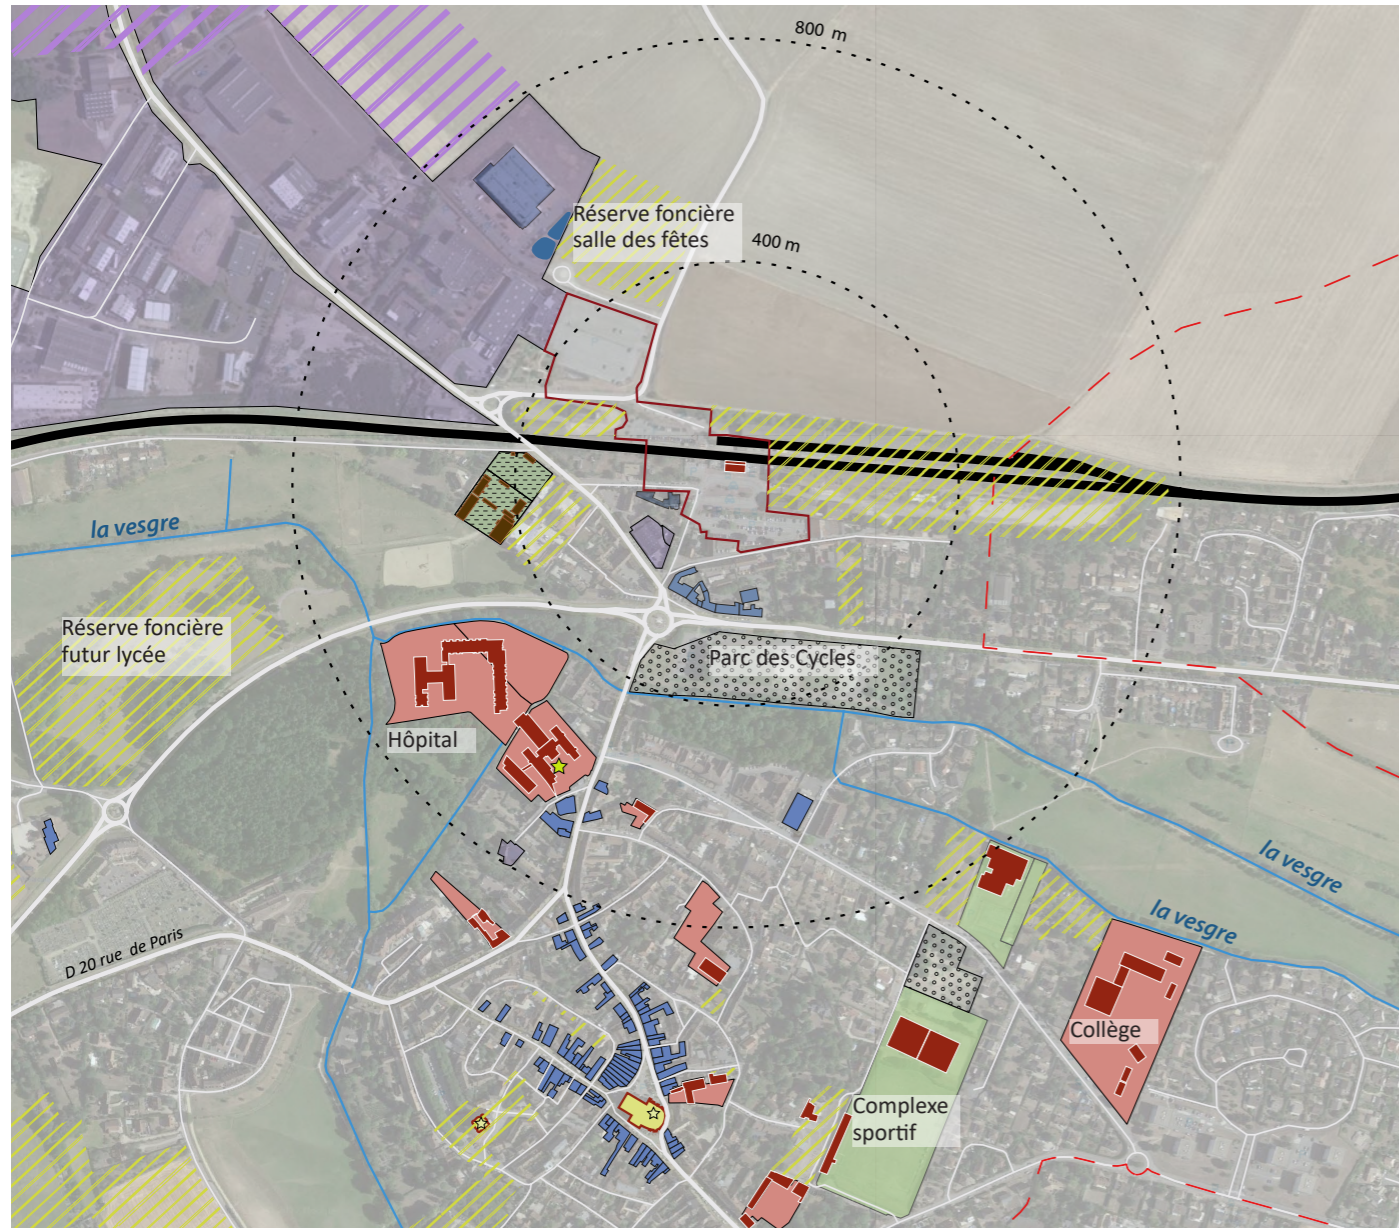 800 m
Réserve foncière
salle des fêtes
400 m
la vesgre
Réserve foncière
futur lycée
Parc des Cycles
Hôpital
la vesgre
la vesgre
D 20 rue de Paris
Collège
Complexe
sportif